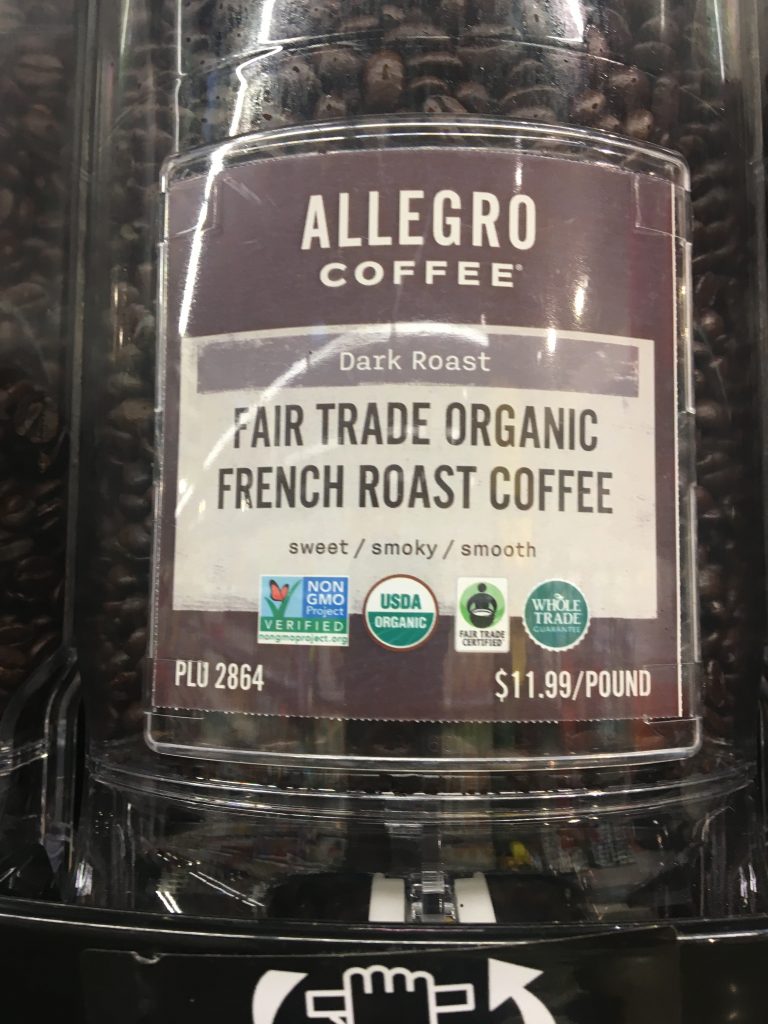 ALLEGRO
COFFEE®
Dark Roast
FAIR TRADE ORGANIC
FRENCH ROAST COFFEE
sweet / smoky / smooth
NON
GMO
Project
VERIFIED
nongmoproject.org
USDA
ORGANIC
FAIR TRADE
CERTIFIED
WHOLE
TRADE
GUARANTEE
PLU 2864
$11.99/POUND